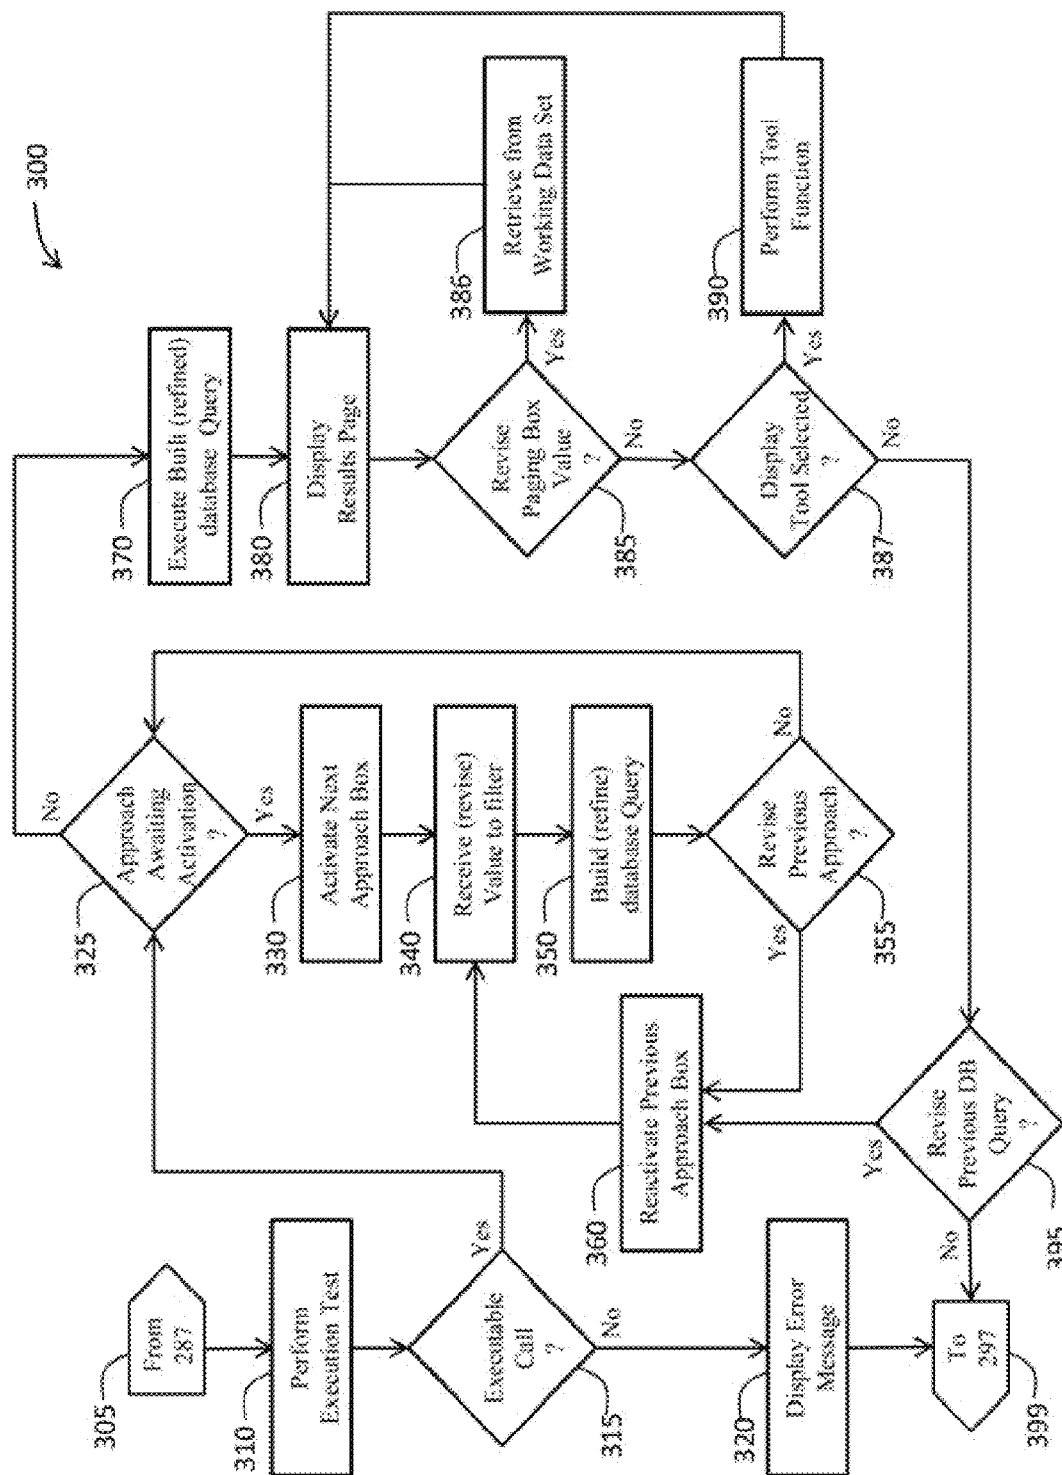 300
305
From
287
310
Perform
Execution Test
315
Executable
Call
?
Yes
No
320
Display Error
Message
To
297
399
325
Approach
Awaiting
Activation
?
No
Yes
330
Activate Next
Approach Box
340
Receive (revise)
Value to filter
350
Build (refine)
database Query
355
Revise
Previous
Approach
?
No
Yes
360
Reactivate Previous
Approach Box
370
Execute Built (refined)
database Query
380
Display
Results Page
385
Revise
Paging Box
Value
?
Yes
No
386
Retrieve from
Working Data Set
387
Display
Tool Selected
?
Yes
No
390
Perform Tool
Function
395
Revise
Previous DB
Query
?
Yes
No